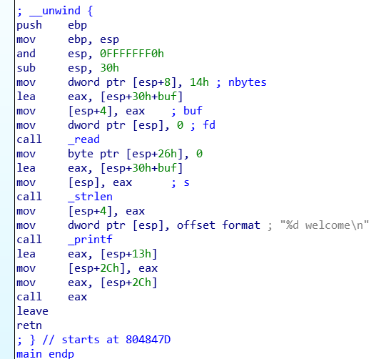 ; __unwind {
push ebp
mov ebp, esp
and esp, 0FFFFFFF0h
sub esp, 30h
mov dword ptr [esp+8], 14h ; nbytes
lea eax, [esp+30h+buf]
mov [esp+4], eax ; buf
mov dword ptr [esp], 0 ; fd
call _read
mov byte ptr [esp+26h], 0
lea eax, [esp+30h+buf]
mov [esp], eax ; s
call _strlen
mov [esp+4], eax
mov dword ptr [esp], offset format ; "%d welcome\n"
call _printf
lea eax, [esp+13h]
mov [esp+2Ch], eax
mov eax, [esp+2Ch]
call eax
leave
retn
; } // starts at 804847D
main endp